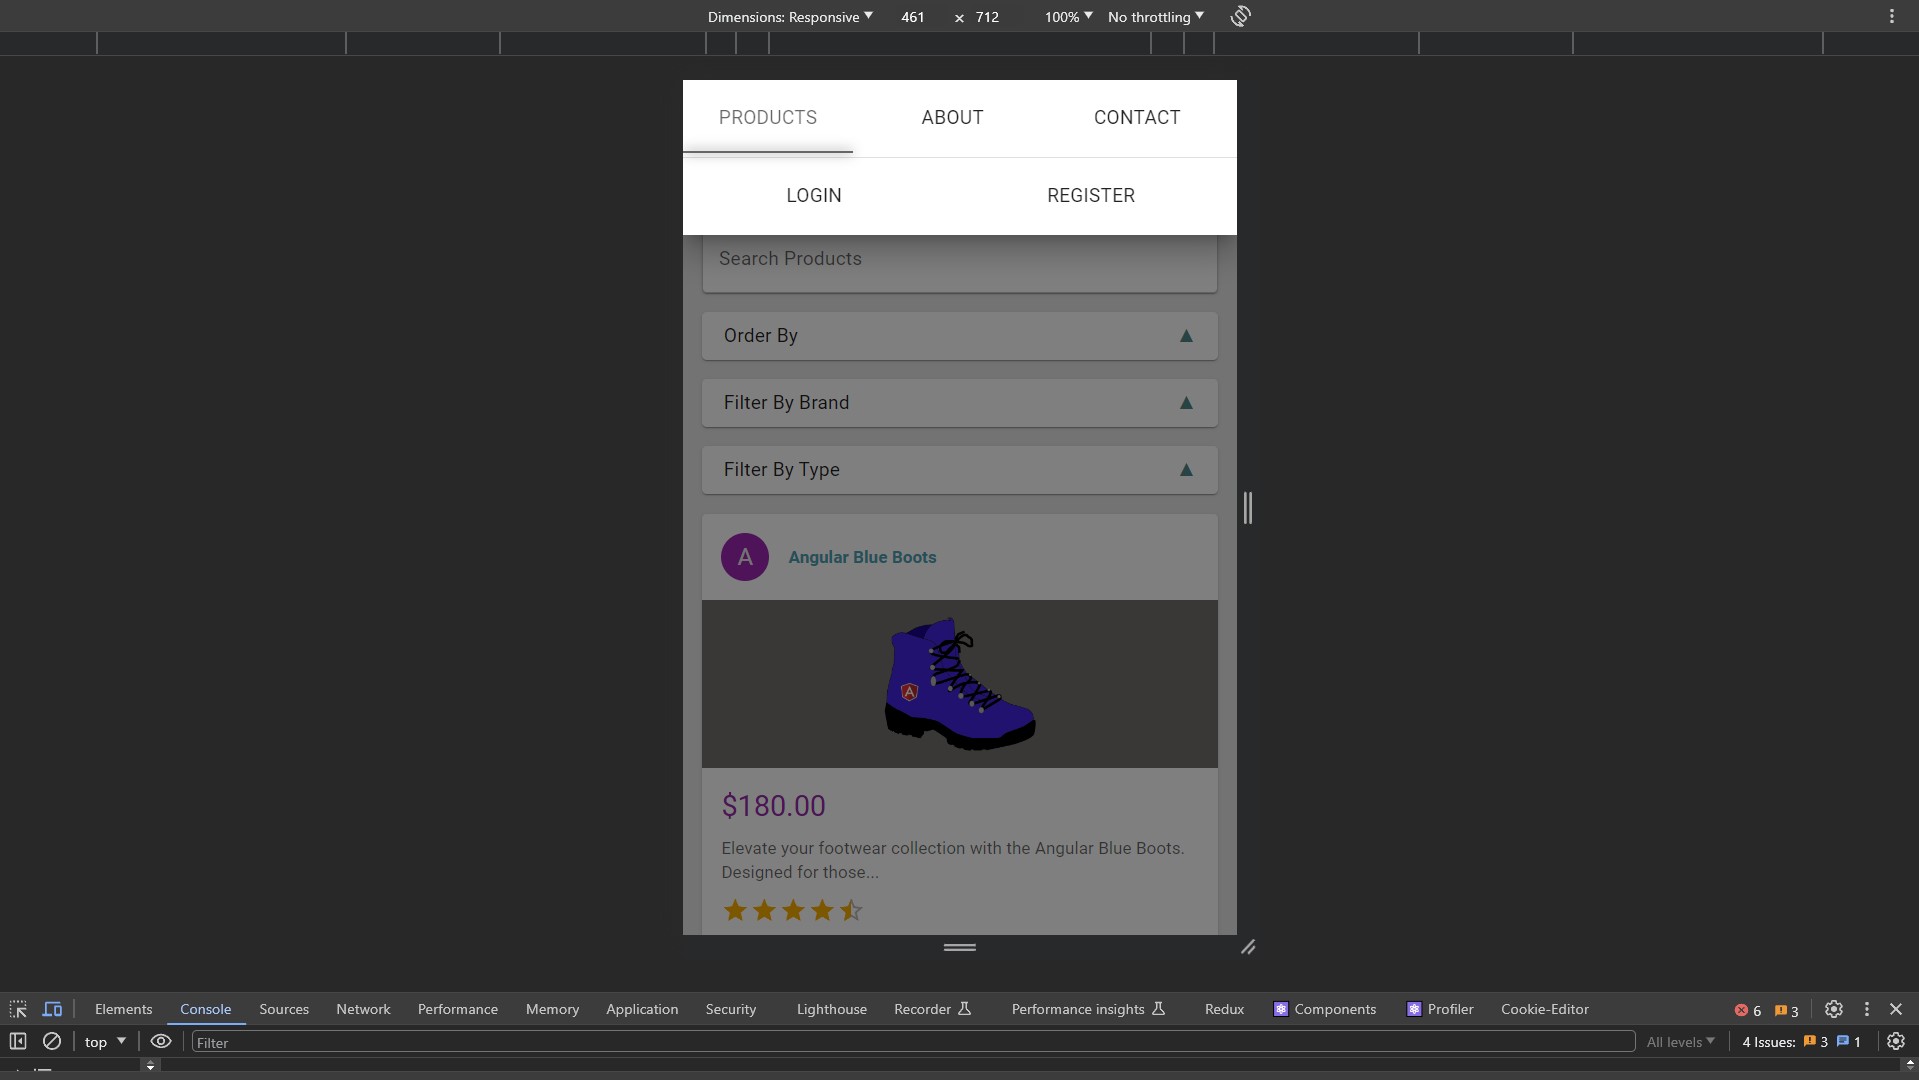 Dimensions: Responsive 461 × 712 100% No throttling
PRODUCTS ABOUT CONTACT
LOGIN REGISTER
Search Products
Order By
Filter By Brand
Filter By Type
A Angular Blue Boots
A
$180.00
Elevate your footwear collection with the Angular Blue Boots.
Designed for those...
Elements Console Sources Network Performance Memory Application Security Lighthouse Recorder Performance insights Redux Components Profiler Cookie-Editor 6 3
top Filter All levels 4 Issues: 3 1